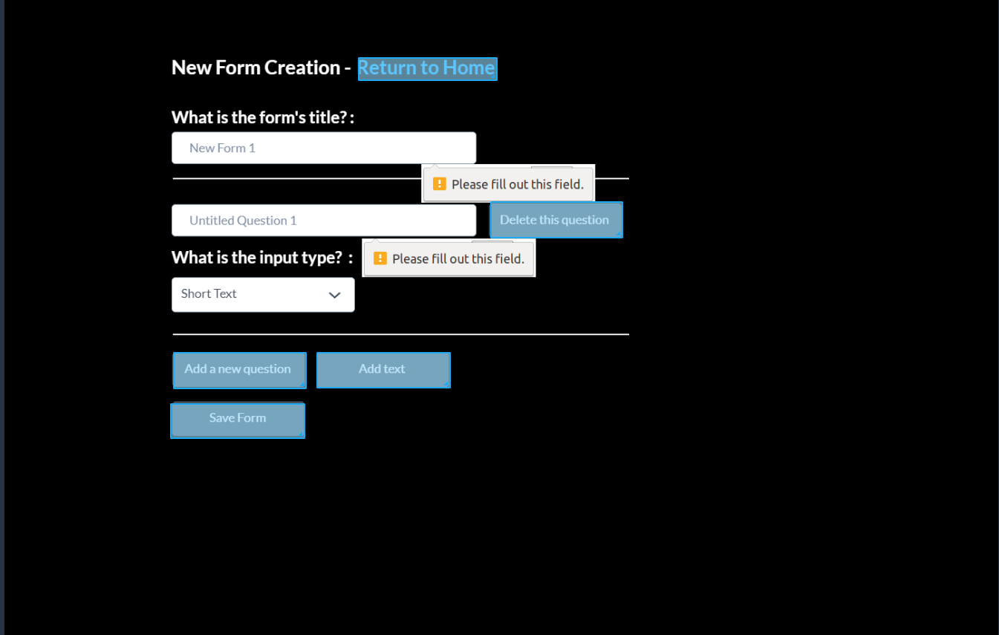 New Form Creation - Return to Home
What is the form's title? :
New Form 1
Please fill out this field.
Untitled Question 1
Delete this question
What is the input type? :
Please fill out this field.
Short Text
Add a new question
Add text
Save Form